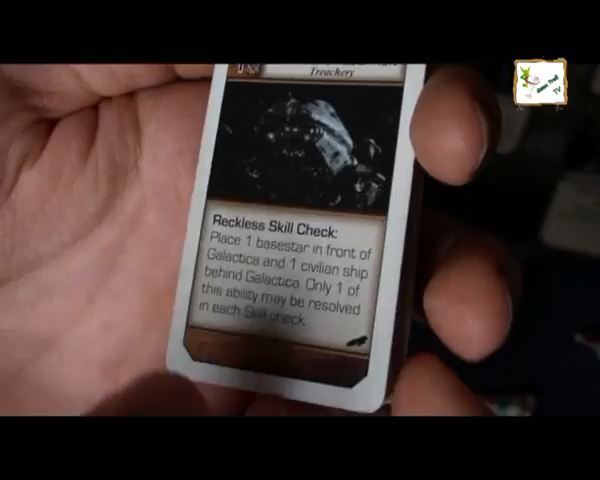 Treachery
Reckless Skill Check:
Place 1 basestar in front of
Galactica and 1 civilian ship
behind Galactica. Only 1 of
this ability may be resolved
in each Skill check.
TV